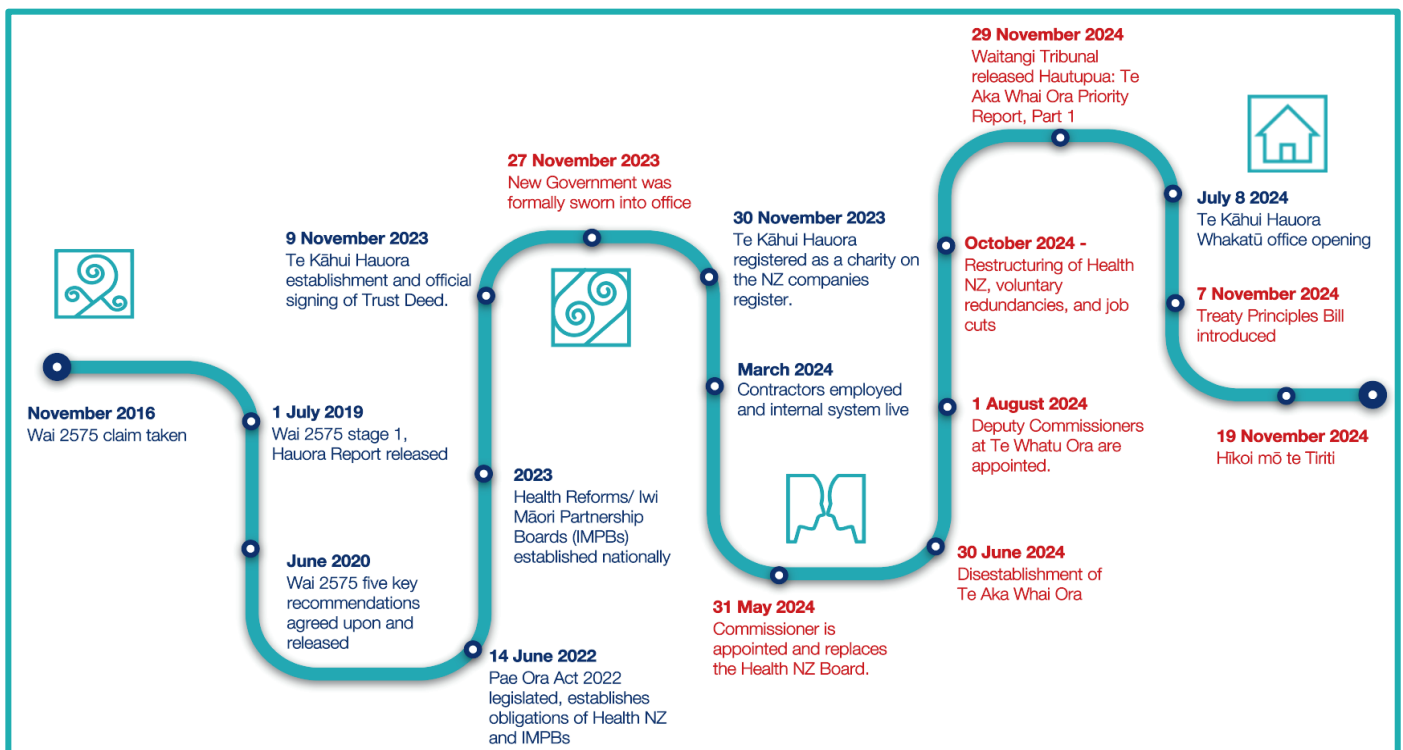 November 2016
Wai 2575 claim taken
1 July 2019
Wai 2575 stage 1,
Hauora Report released
June 2020
Wai 2575 five key
recommendations
agreed upon and
released
14 June 2022
Pae Ora Act 2022
legislated, establishes
obligations of Health NZ
and IMPBs
2023
Health Reforms/ Iwi
Māori Partnership
Boards (IMPBs)
established nationally
9 November 2023
Te Kāhui Hauora
establishment and official
signing of Trust Deed.
27 November 2023
New Government was
formally sworn into office
30 November 2023
Te Kāhui Hauora
registered as a charity on
the NZ companies
register.
March 2024
Contractors employed
and internal system live
31 May 2024
Commissioner is
appointed and replaces
the Health NZ Board.
30 June 2024
Disestablishment of
Te Aka Whai Ora
1 August 2024
Deputy Commissioners
at Te Whatu Ora are
appointed.
October 2024 -
Restructuring of Health
NZ, voluntary
redundancies, and job
cuts
29 November 2024
Waitangi Tribunal
released Hautupua: Te
Aka Whai Ora Priority
Report, Part 1
July 8 2024
Te Kāhui Hauora
Whakatū office opening
7 November 2024
Treaty Principles Bill
introduced
19 November 2024
Hīkoi mō te Tiriti